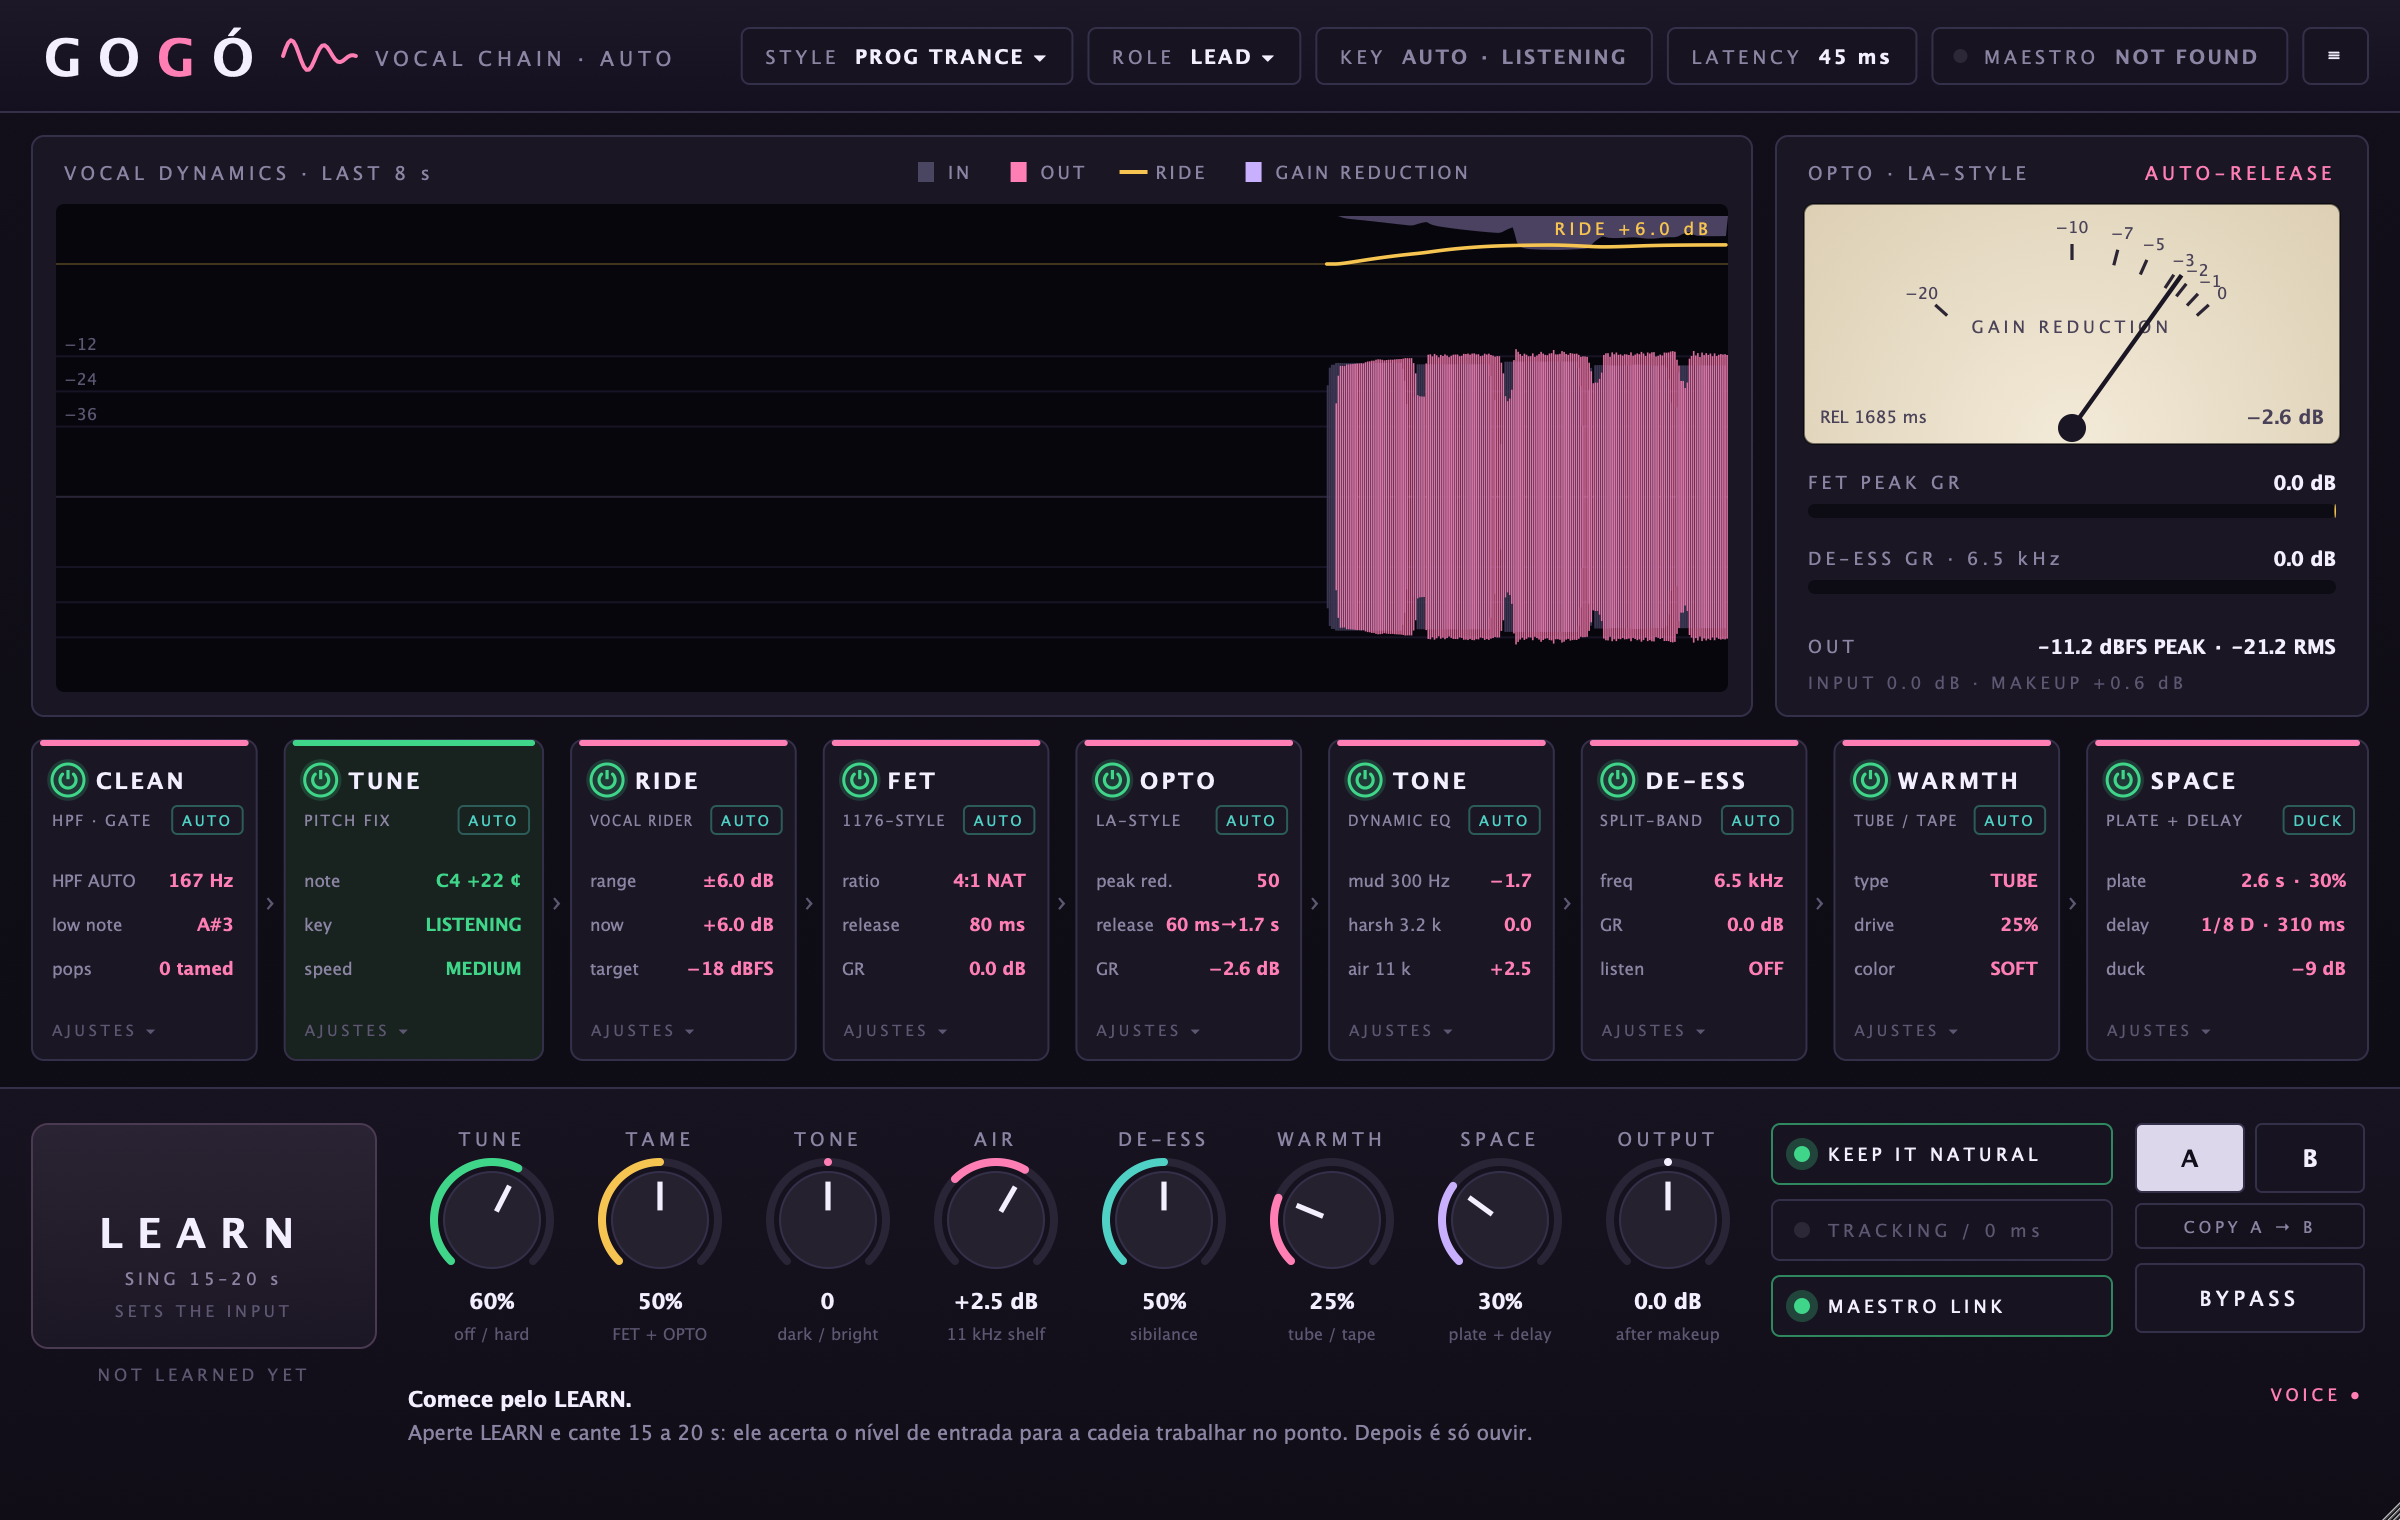 GOGÓ VOCAL CHAIN · AUTO
STYLE PROG TRANCE
ROLE LEAD
KEY AUTO · LISTENING
LATENCY 45 ms
MAESTRO NOT FOUND
VOCAL DYNAMICS · LAST 8 s
IN OUT RIDE GAIN REDUCTION
RIDE +6.0 dB
−12
−24
−36
OPTO · LA-STYLE AUTO-RELEASE
−20 −10 −7 −5 −3 −2 −1 0
GAIN REDUCTION
REL 1685 ms −2.6 dB
FET PEAK GR 0.0 dB
DE-ESS GR · 6.5 kHz 0.0 dB
OUT −11.2 dBFS PEAK · −21.2 RMS
INPUT 0.0 dB · MAKEUP +0.6 dB
CLEAN
HPF · GATE AUTO
HPF AUTO 167 Hz
low note A#3
pops 0 tamed
AJUSTES
TUNE
PITCH FIX AUTO
note C4 +22 ¢
key LISTENING
speed MEDIUM
AJUSTES
RIDE
VOCAL RIDER AUTO
range ±6.0 dB
now +6.0 dB
target −18 dBFS
AJUSTES
FET
1176-STYLE AUTO
ratio 4:1 NAT
release 80 ms
GR 0.0 dB
AJUSTES
OPTO
LA-STYLE AUTO
peak red. 50
release 60 ms→1.7 s
GR −2.6 dB
AJUSTES
TONE
DYNAMIC EQ AUTO
mud 300 Hz −1.7
harsh 3.2 k 0.0
air 11 k +2.5
AJUSTES
DE-ESS
SPLIT-BAND AUTO
freq 6.5 kHz
GR 0.0 dB
listen OFF
AJUSTES
WARMTH
TUBE / TAPE AUTO
type TUBE
drive 25%
color SOFT
AJUSTES
SPACE
PLATE + DELAY DUCK
plate 2.6 s · 30%
delay 1/8 D · 310 ms
duck −9 dB
AJUSTES
LEARN
SING 15-20 s
SETS THE INPUT
NOT LEARNED YET
TUNE
60%
off / hard
TAME
50%
FET + OPTO
TONE
0
dark / bright
AIR
+2.5 dB
11 kHz shelf
DE-ESS
50%
sibilance
WARMTH
25%
tube / tape
SPACE
30%
plate + delay
OUTPUT
0.0 dB
after makeup
KEEP IT NATURAL
TRACKING / 0 ms
MAESTRO LINK
A B
COPY A → B
BYPASS
Comece pelo LEARN.
Aperte LEARN e cante 15 a 20 s: ele acerta o nível de entrada para a cadeia trabalhar no ponto. Depois é só ouvir.
VOICE